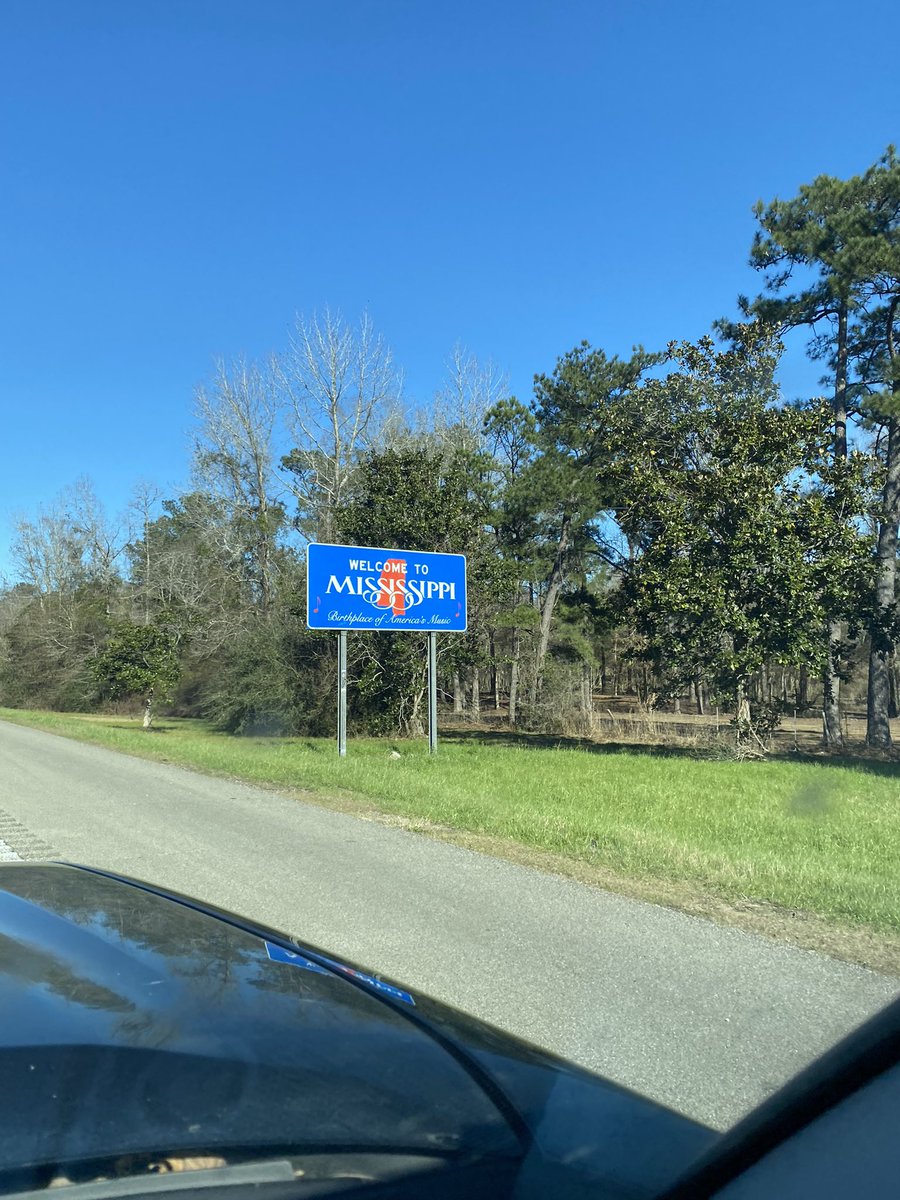 WELCOME TO
MISSISSIPPI
Birthplace of America's Music